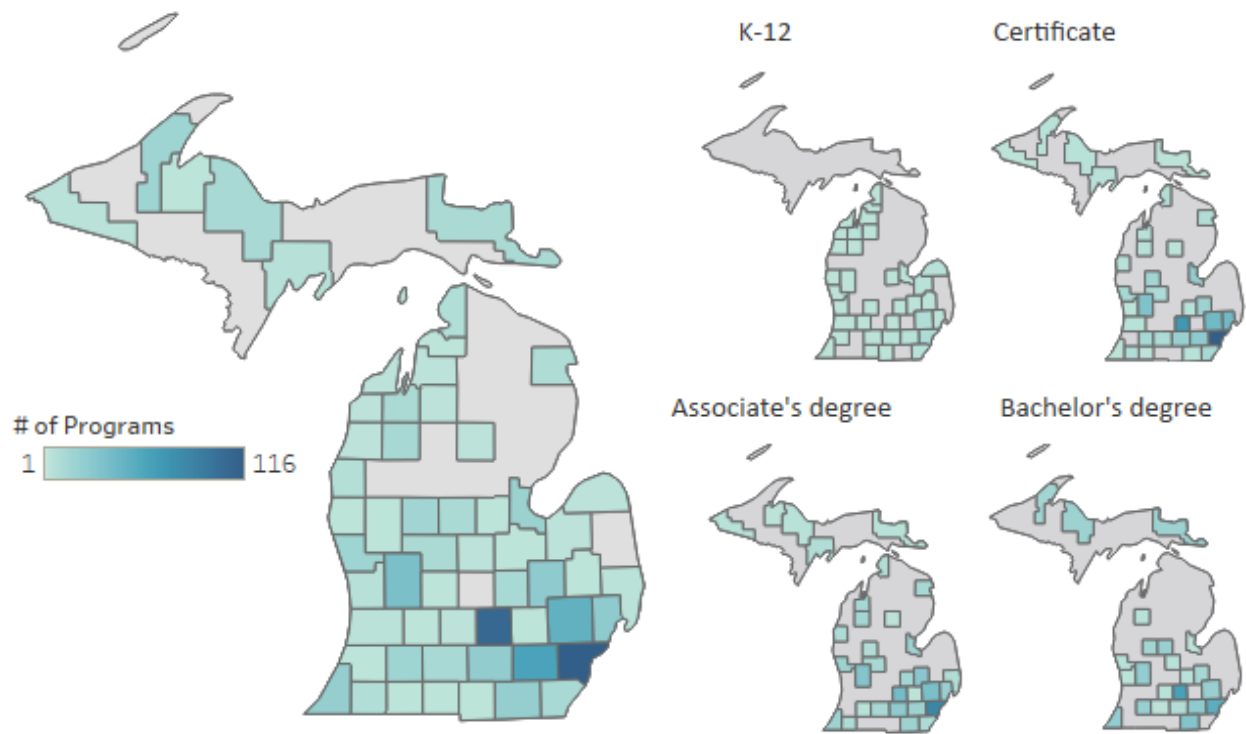 K-12
Certificate
# of Programs
1
116
Associate's degree
Bachelor's degree